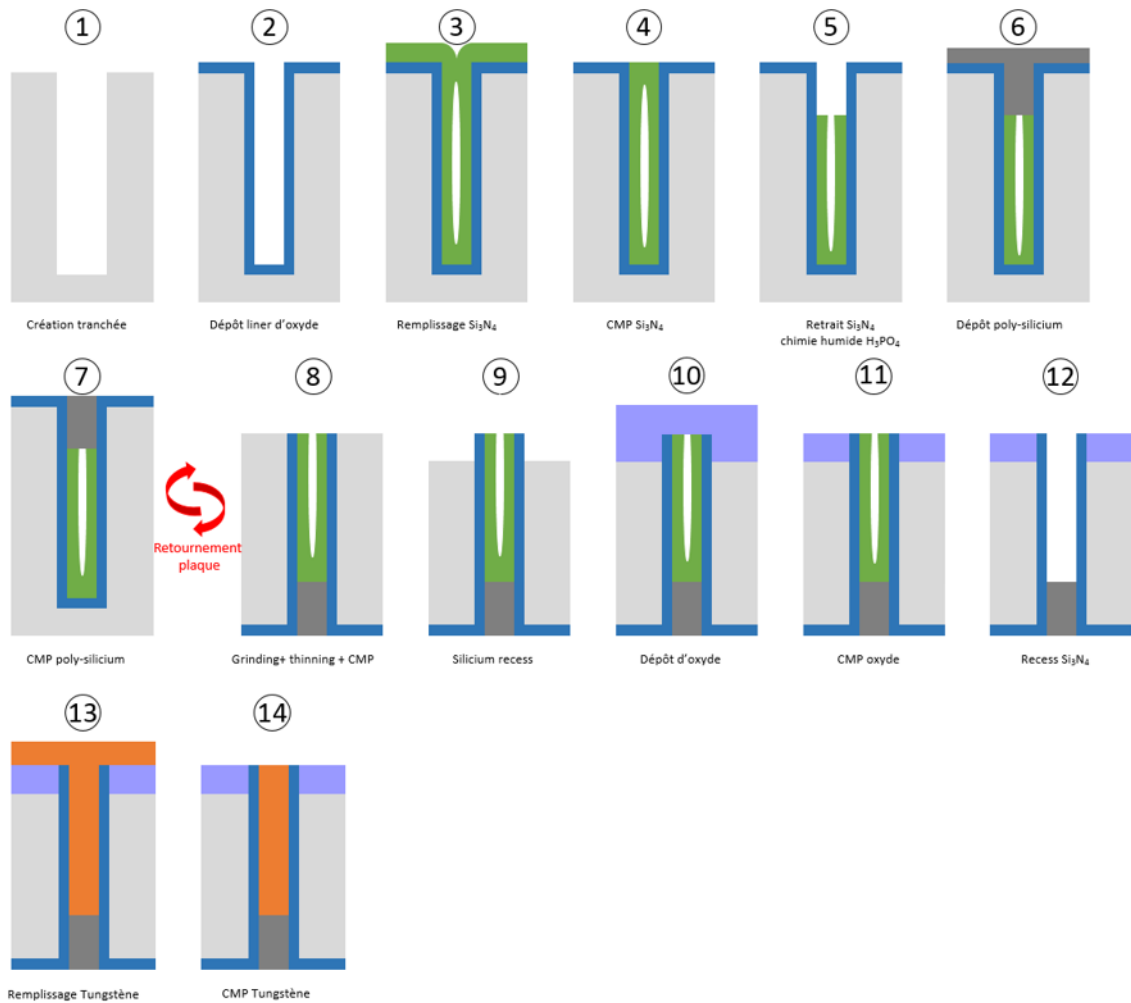 1
2
3
4
5
6
Création tranchée
Dépôt liner d'oxyde
Remplissage Si₃N₄
CMP Si₃N₄
Retrait Si₃N₄
chimie humide H₃PO₄
Dépôt poly-silicium
7
8
9
10
11
12
Retournement
plaque
CMP poly-silicium
Grinding+ thinning + CMP
Silicium recess
Dépôt d'oxyde
CMP oxyde
Recess Si₃N₄
13
14
Remplissage Tungstène
CMP Tungstène